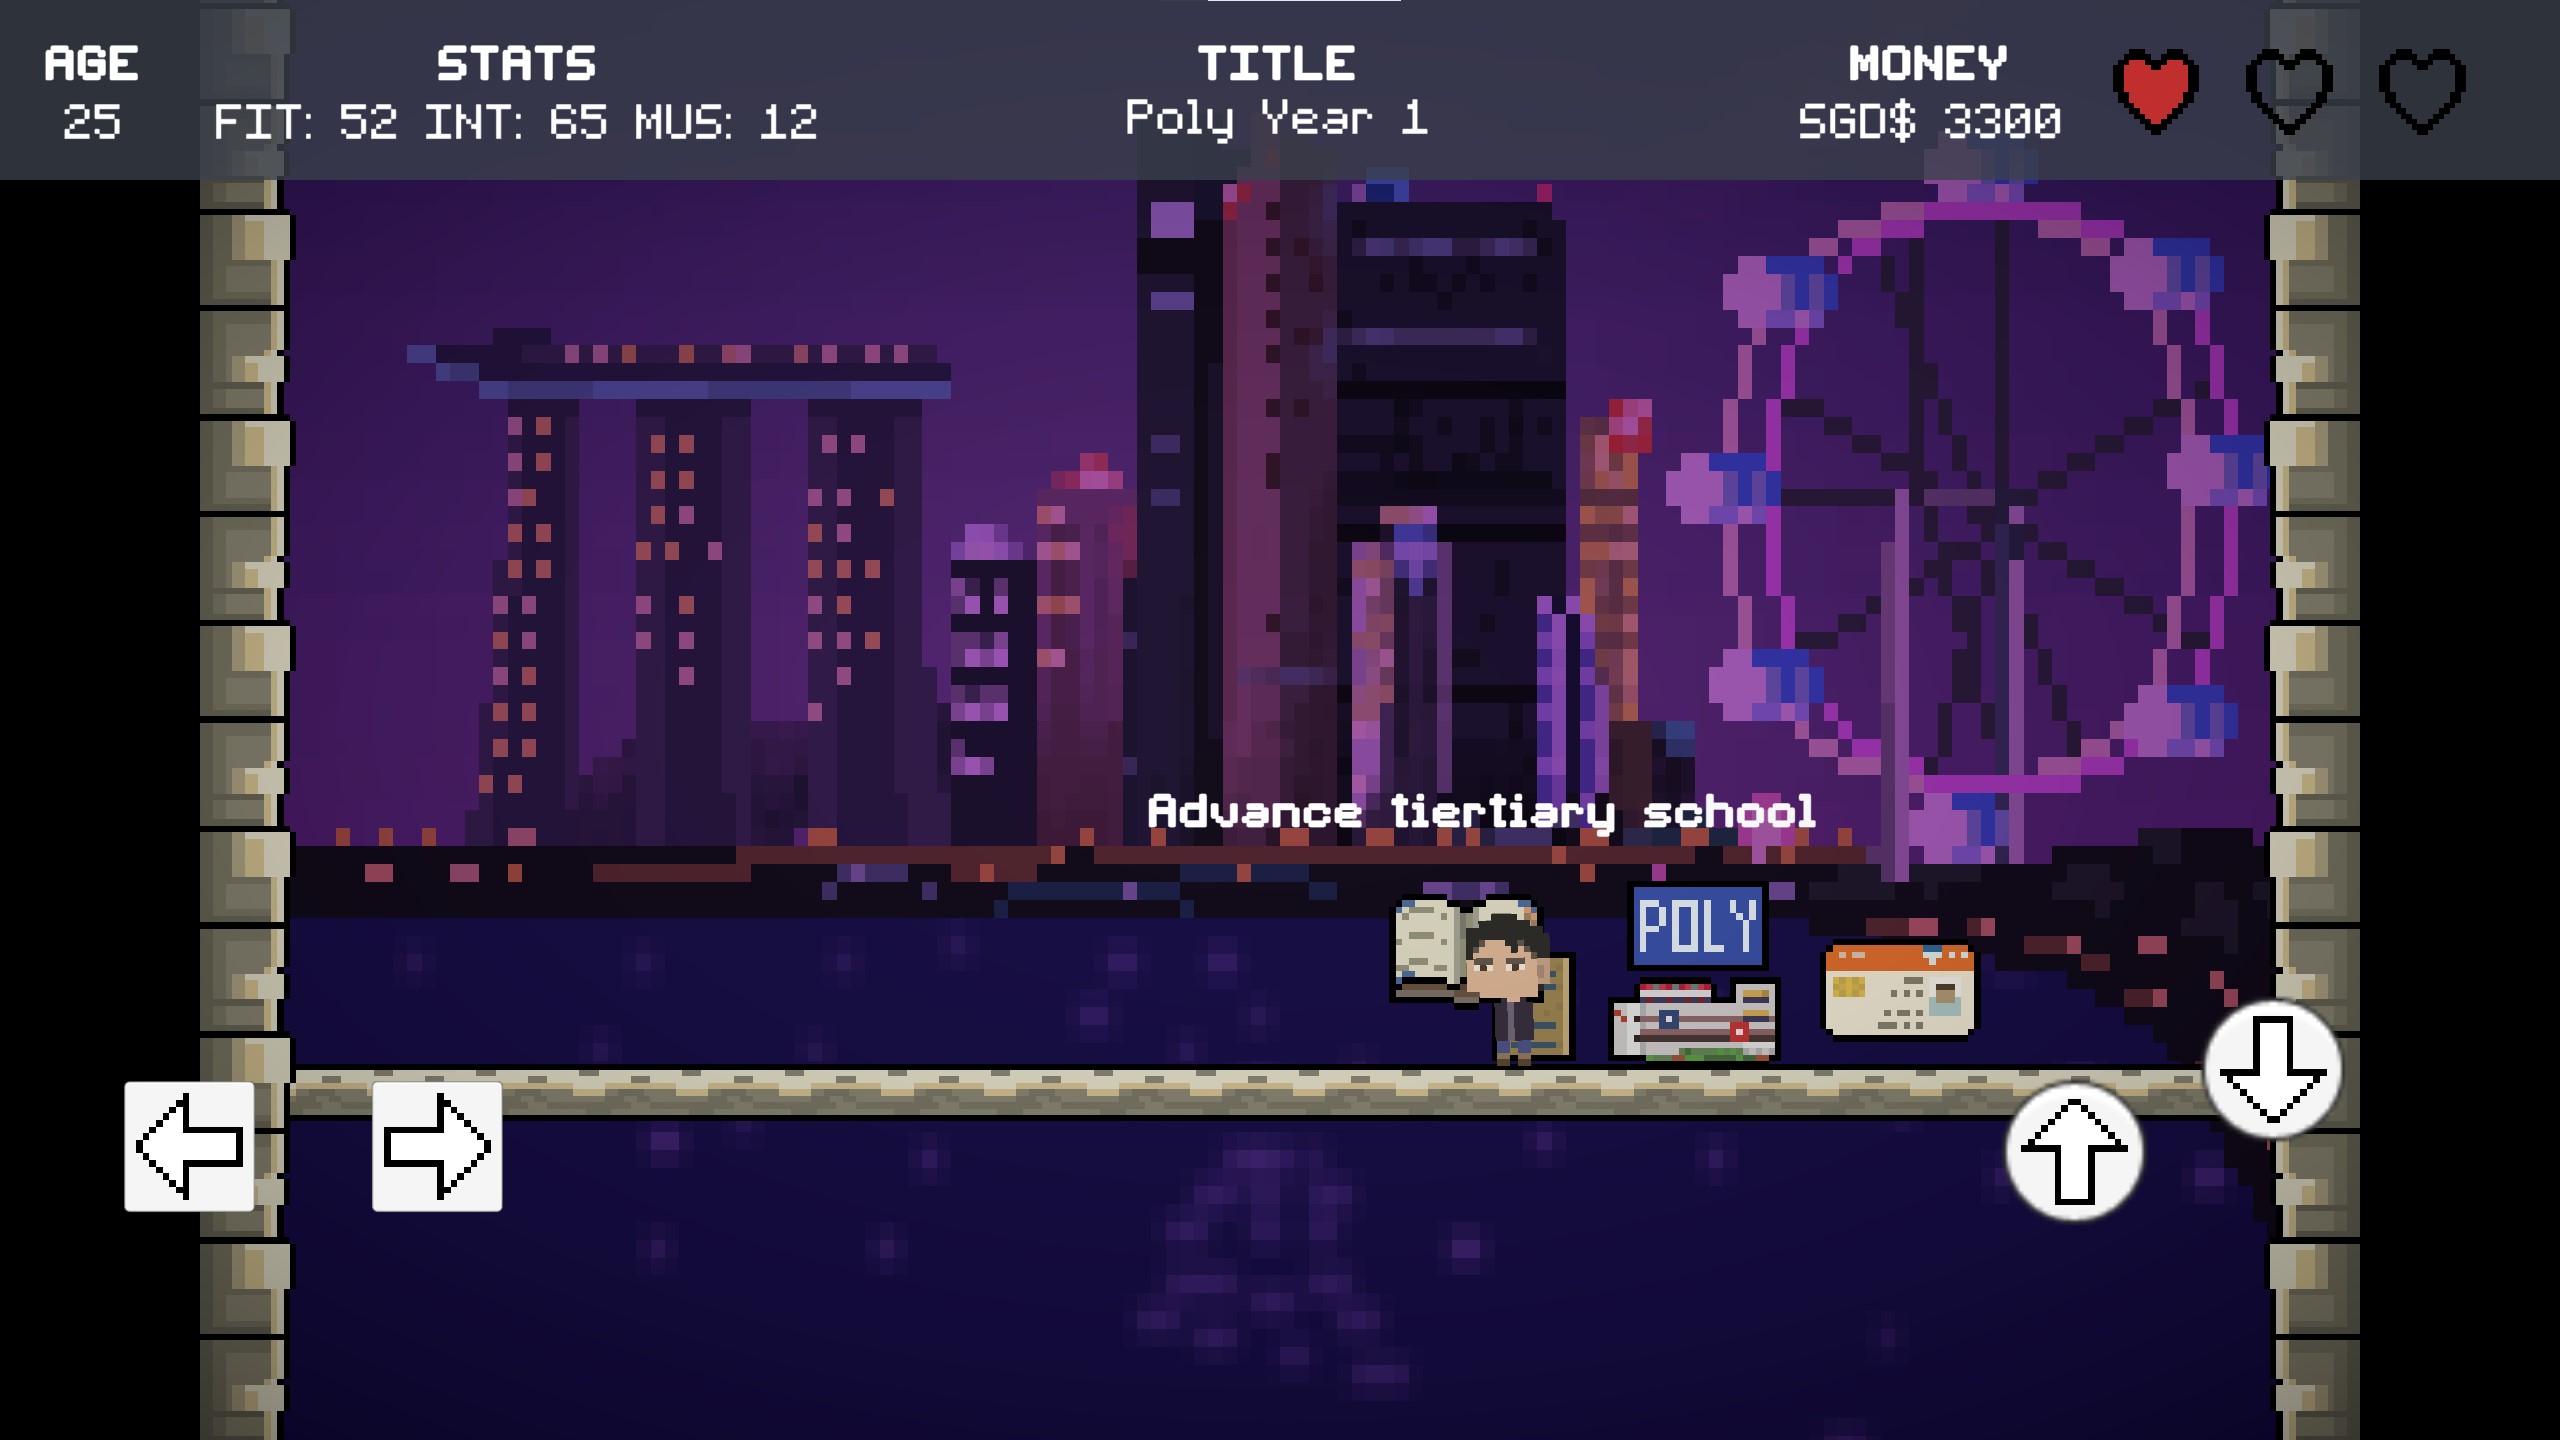 AGE
25
STATS
FIT: 52 INT: 65 MUS: 12
TITLE
Poly Year 1
MONEY
SGD$ 3300
Advance tiertiary school
POLY